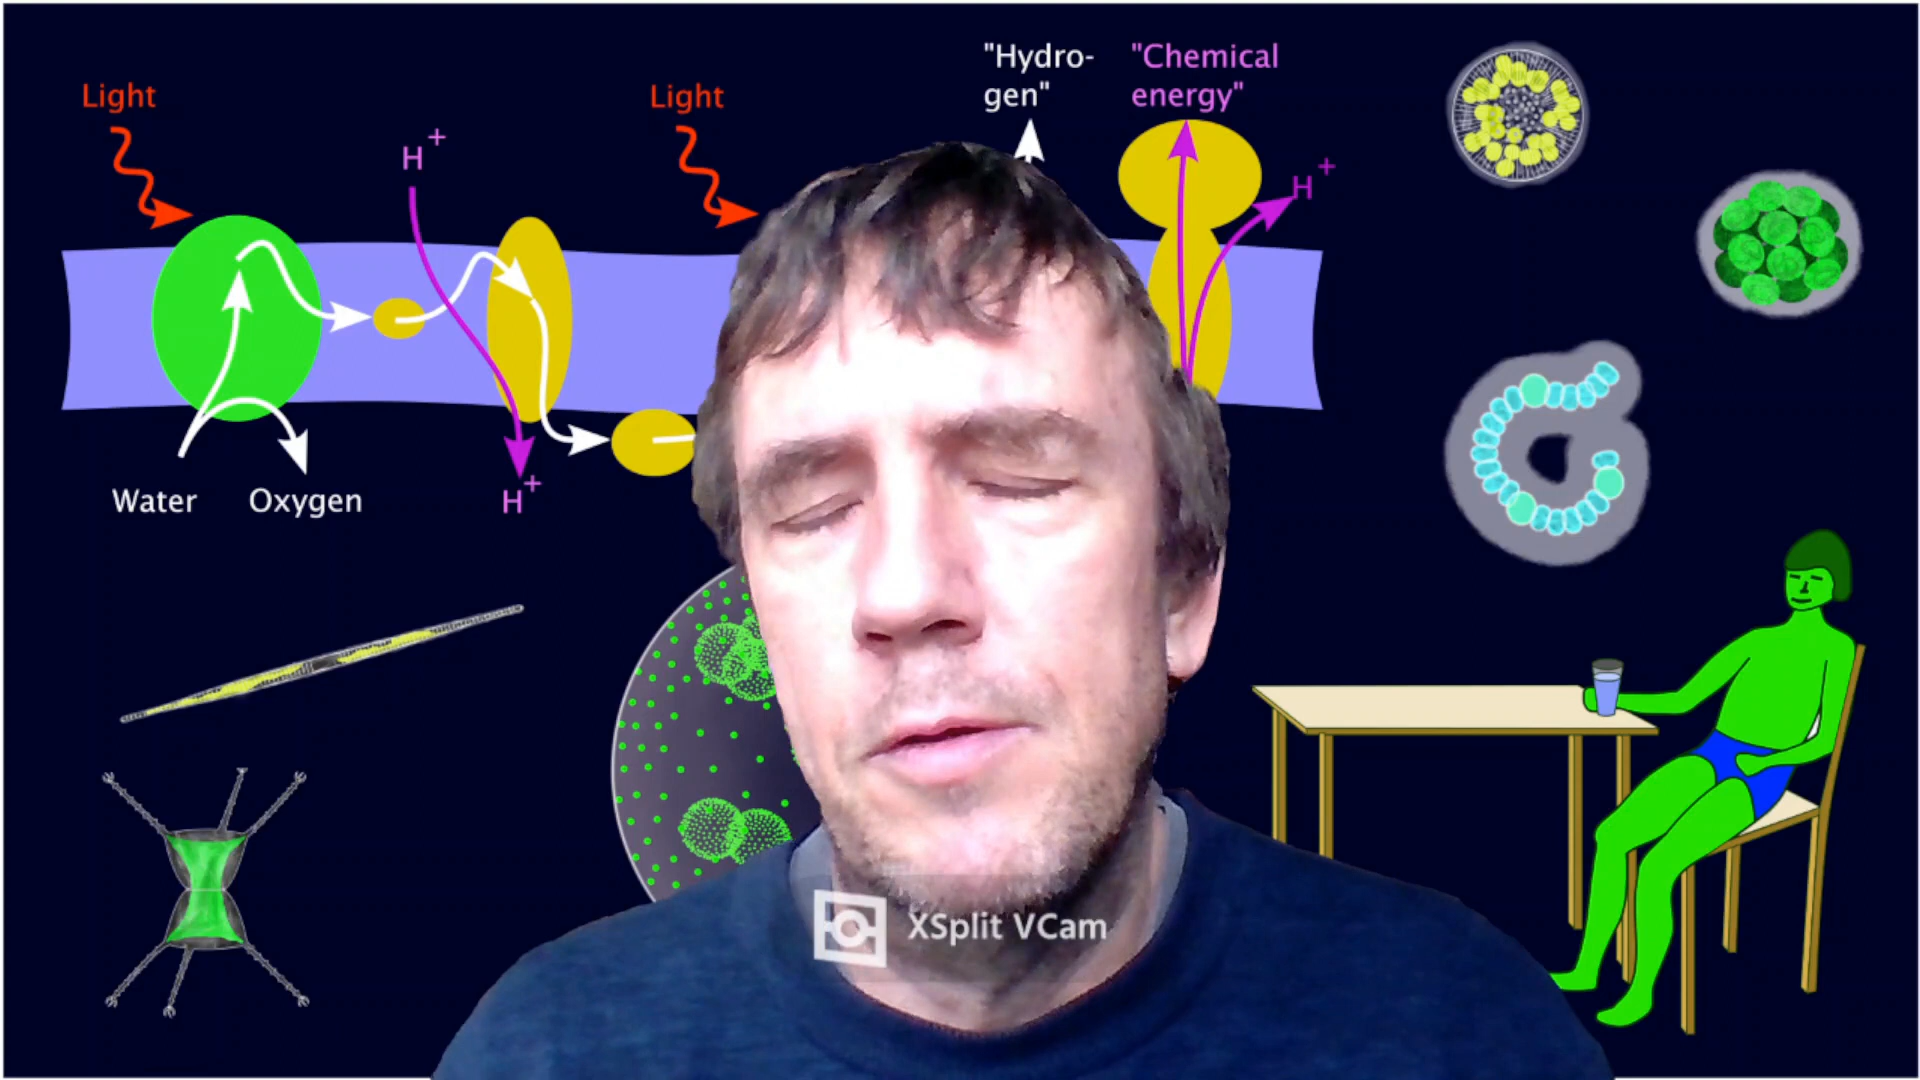 Light
H+
Light
"Hydro-
gen"
"Chemical
energy"
H+
Water
Oxygen
H+
XSplit VCam